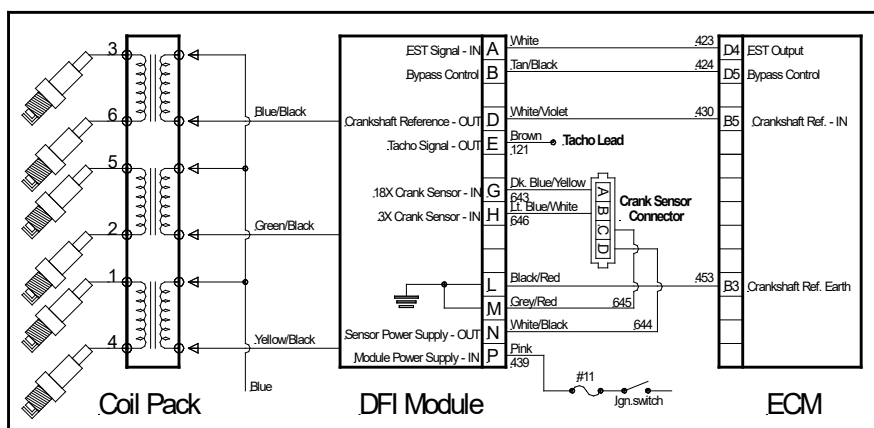 3
6
5
2
1
4
Blue/Black
Green/Black
Yellow/Black
Blue
Coil Pack
EST Signal - IN A White 423 D4 EST Output
Bypass Control B Tan/Black 424 D5 Bypass Control
Crankshaft Reference - OUT D White/Violet 430 B5 Crankshaft Ref. - IN
Tacho Signal - OUT E Brown 121 Tacho Lead
18X Crank Sensor - IN G Dk. Blue/Yellow 643
3X Crank Sensor - IN H Lt. Blue/White 646
A B C D
Crank Sensor
Connector
L Black/Red 453 B3 Crankshaft Ref. Earth
M Grey/Red 645
Sensor Power Supply - OUT N White/Black 644
Module Power Supply - IN P Pink 439
#11
Ign.switch
DFI Module
ECM